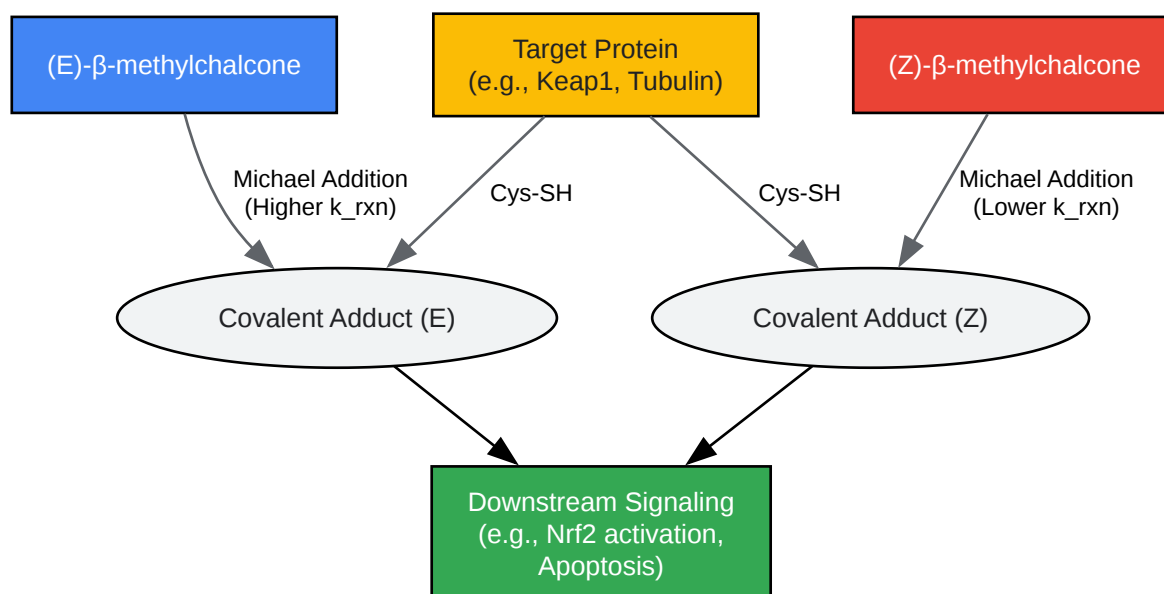 (E)-β-methylchalcone
Target Protein
(e.g., Keap1, Tubulin)
(Z)-β-methylchalcone
Michael Addition
(Higher k_rxn)
Cys-SH
Cys-SH
Michael Addition
(Lower k_rxn)
Covalent Adduct (E)
Covalent Adduct (Z)
Downstream Signaling
(e.g., Nrf2 activation,
Apoptosis)